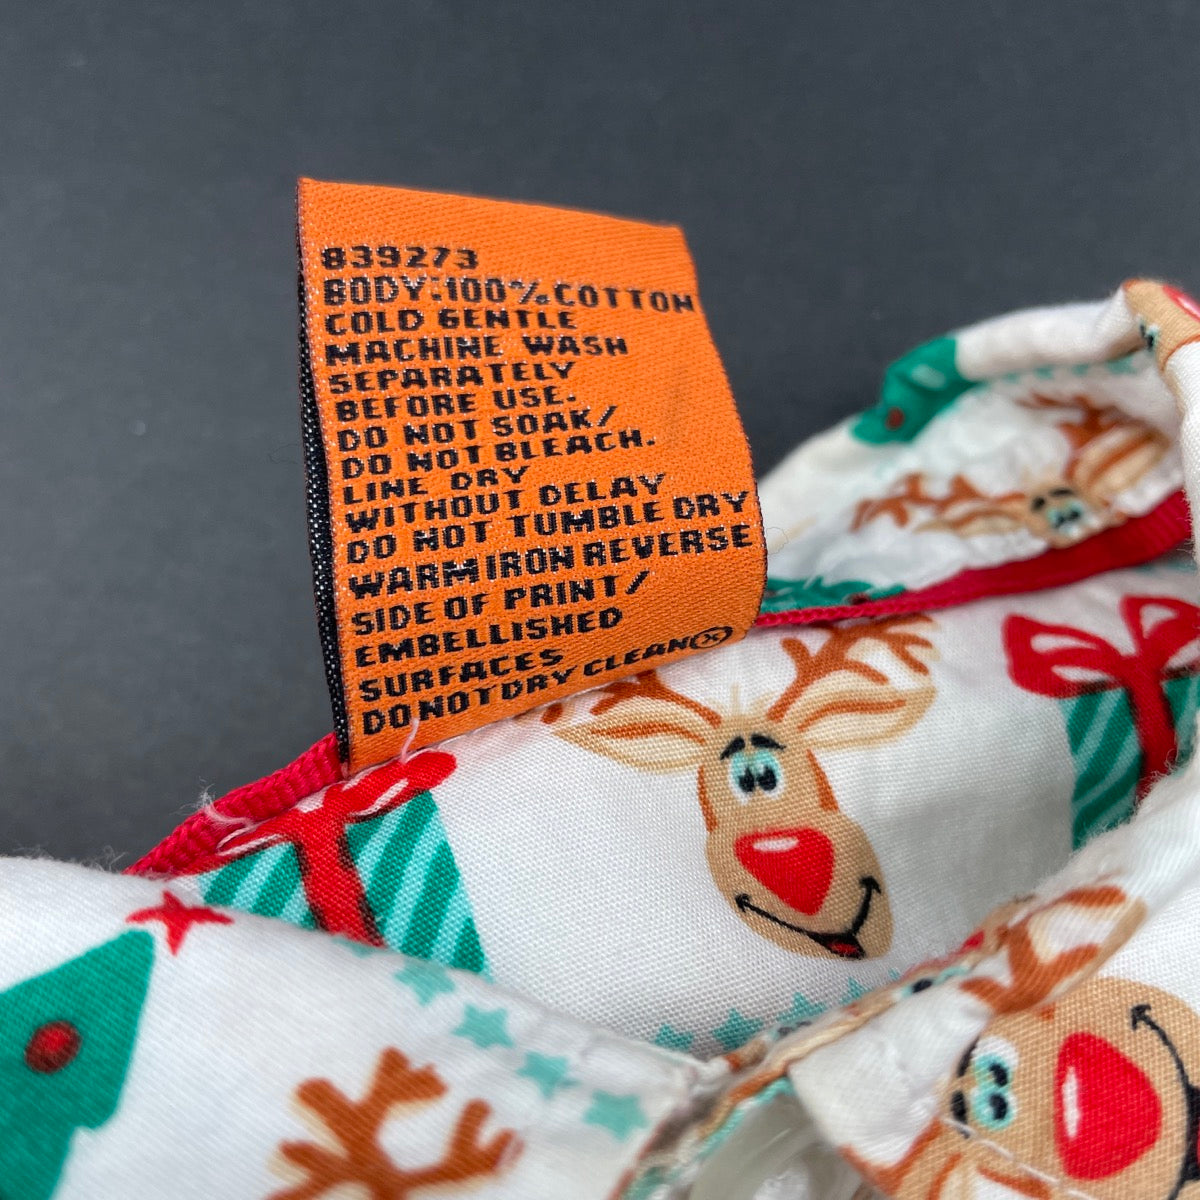 839273
BODY:100%COTTON
COLD GENTLE
MACHINE WASH
SEPARATELY
BEFORE USE.
DO NOT SOAK/
DO NOT BLEACH.
LINE DRY
WITHOUT DELAY
DO NOT TUMBLE DRY
WARM IRON REVERSE
SIDE OF PRINT/
EMBELLISHED
SURFACES
DO NOT DRY CLEAN